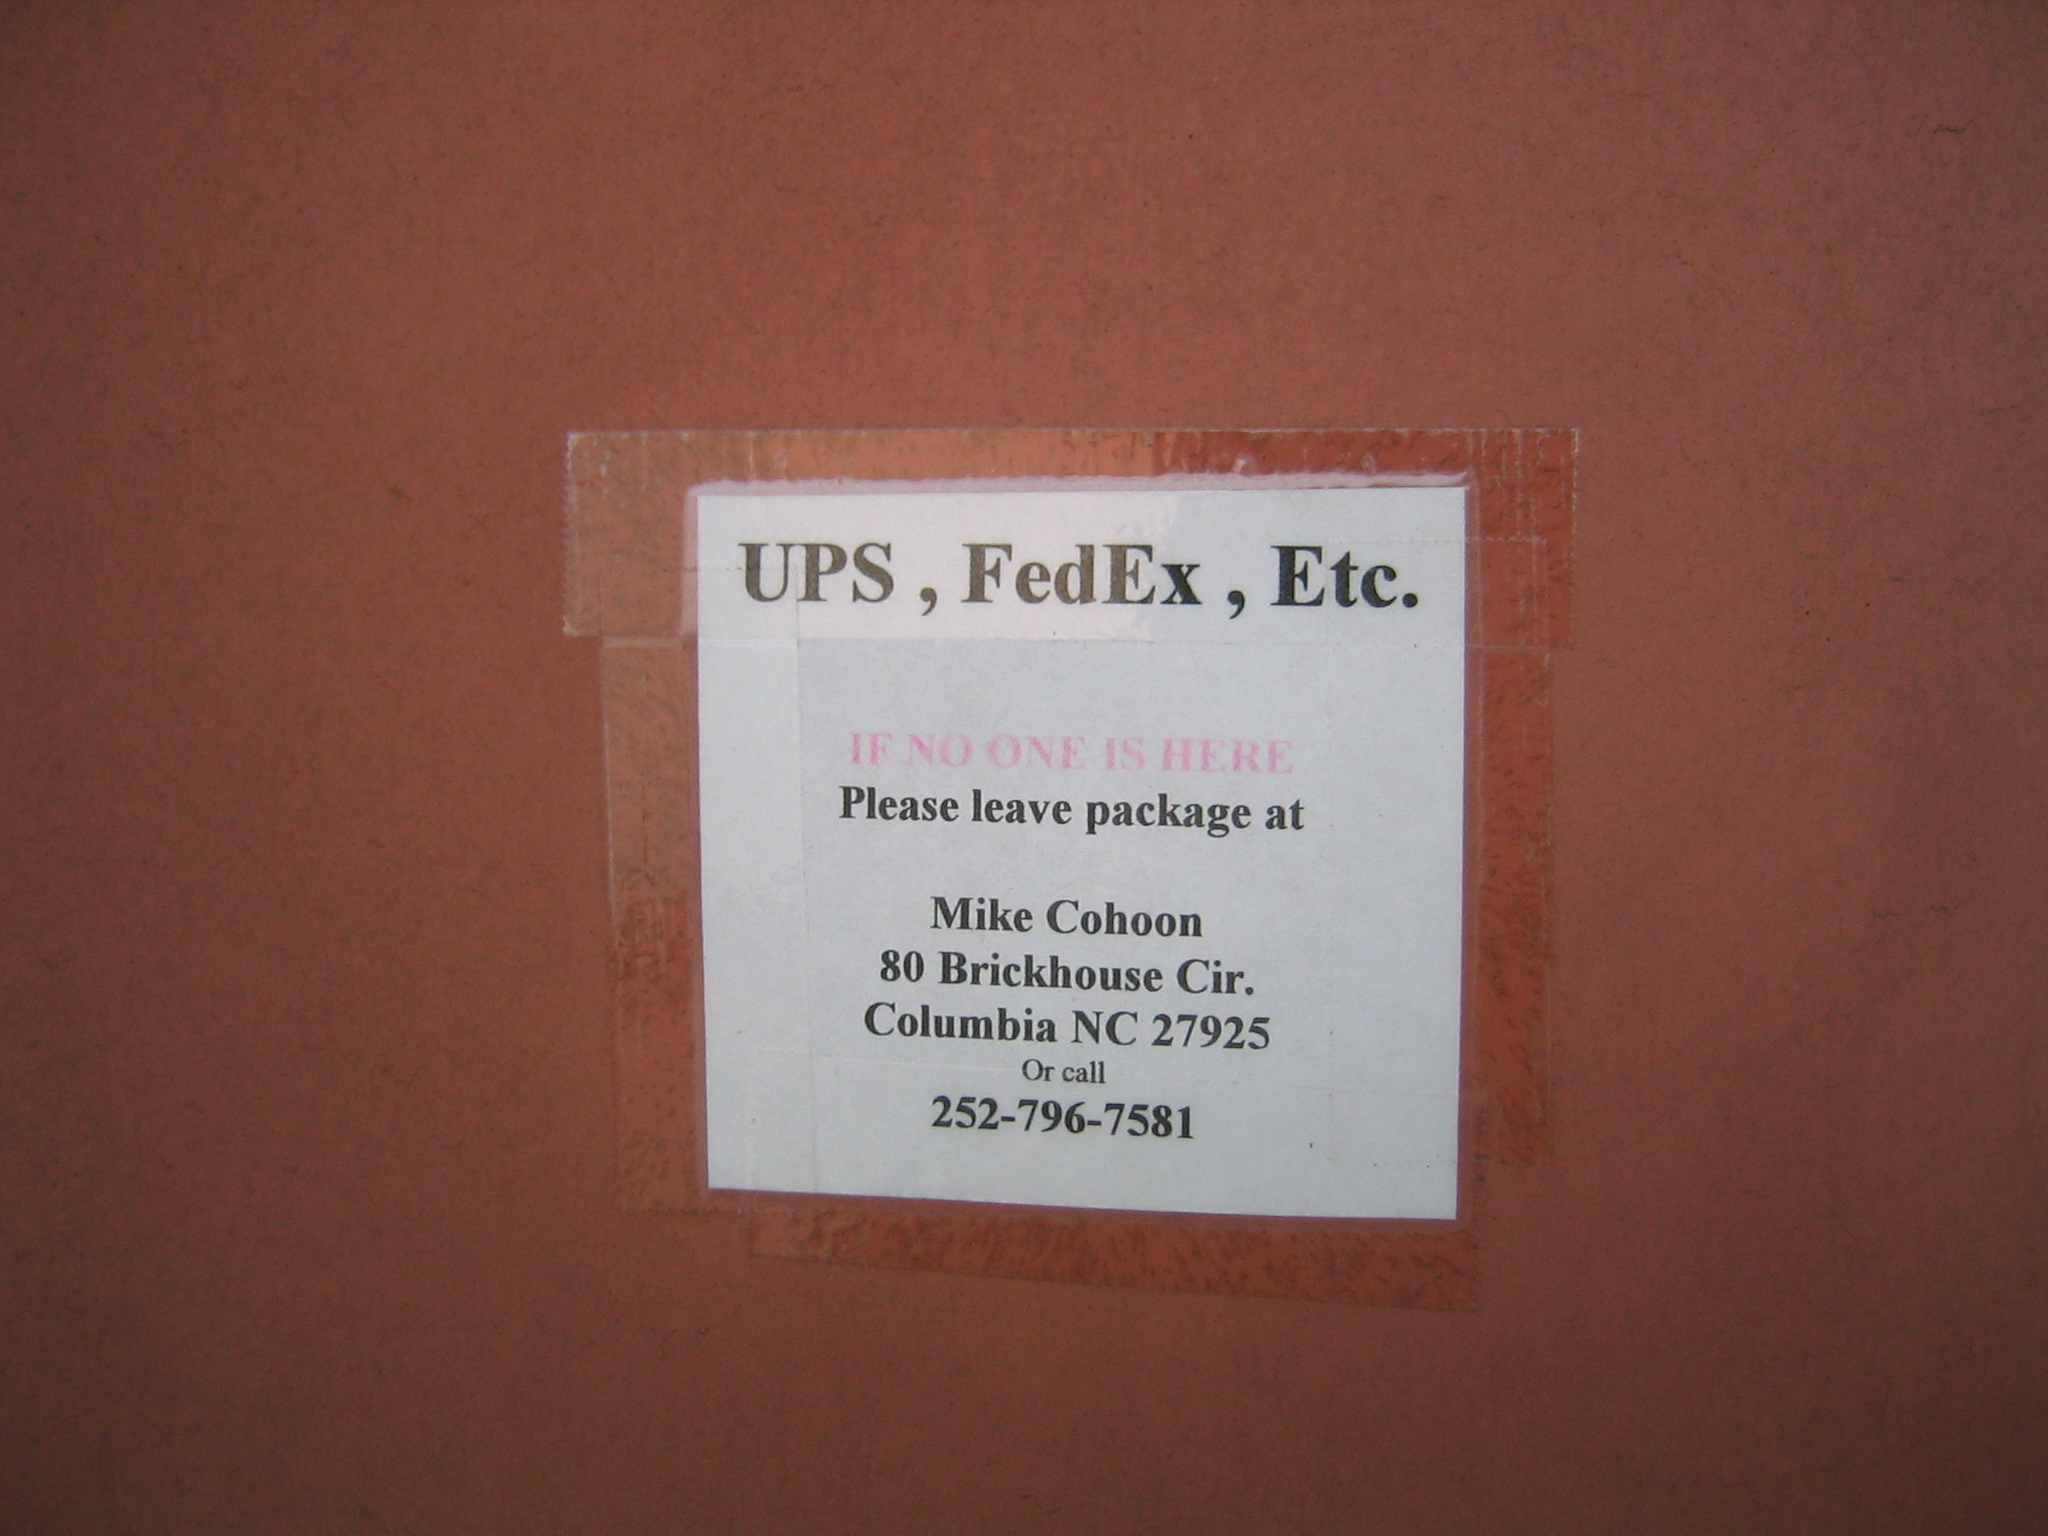 UPS , FedEx , Etc.
IF NO ONE IS HERE
Please leave package at
Mike Cohoon
80 Brickhouse Cir.
Columbia NC 27925
Or call
252-796-7581